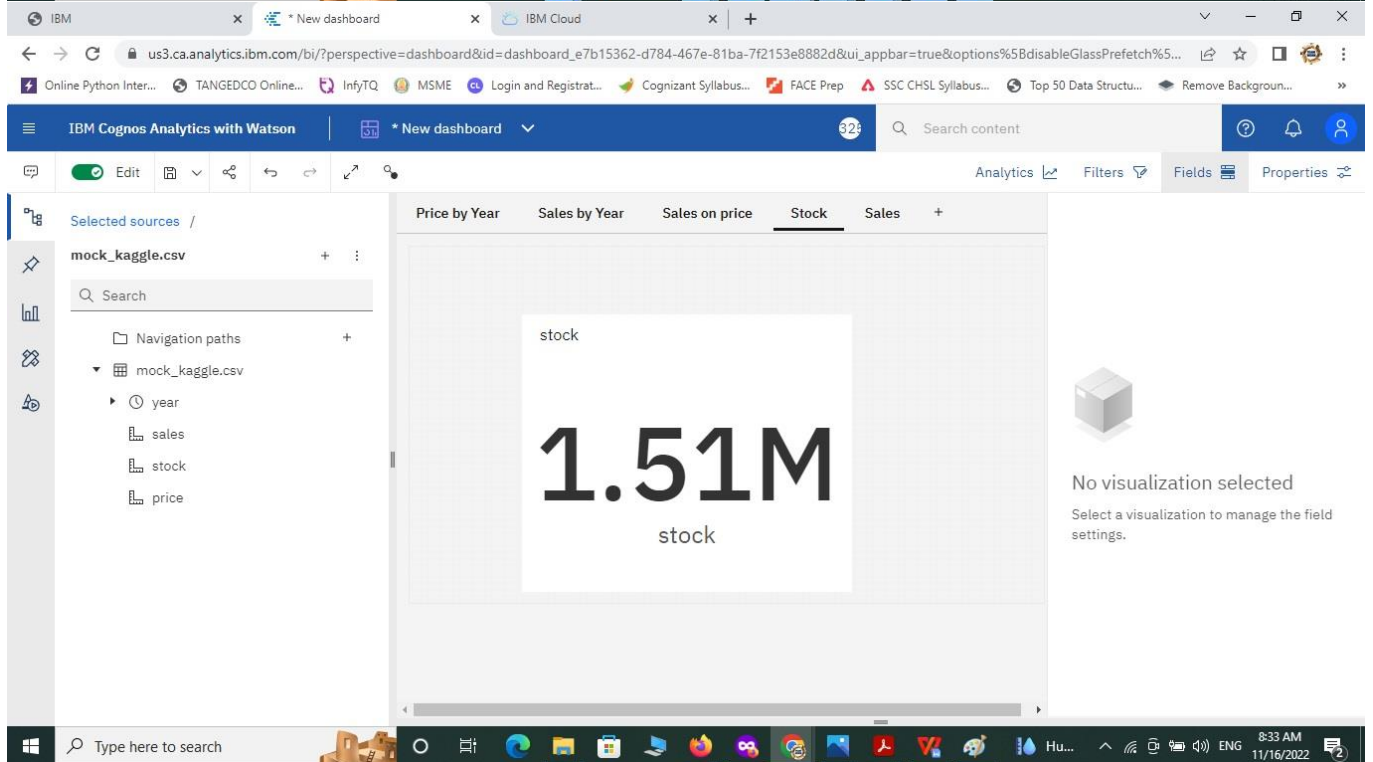 IBM
* New dashboard
IBM Cloud
us3.ca.analytics.ibm.com/bi/?perspective=dashboard&id=dashboard_e7b15362-d784-467e-81ba-7f2153e8882d&ui_appbar=true&options%5BdisableGlassPrefetch%5...
Online Python Inter... TANGEDCO Online... InfyTQ MSME Login and Registrat... Cognizant Syllabus... FACE Prep SSC CHSL Syllabus... Top 50 Data Structu... Remove Backgroun... »
IBM Cognos Analytics with Watson
* New dashboard
Search content
Edit
Analytics Filters Fields Properties
Selected sources /
mock_kaggle.csv
Search
Navigation paths
mock_kaggle.csv
year
sales
stock
price
Price by Year Sales by Year Sales on price Stock Sales +
stock
1.51M
stock
No visualization selected
Select a visualization to manage the field
settings.
Type here to search
Hu...
ENG
8:33 AM
11/16/2022
2